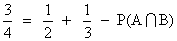 3/4 = 1/2 + 1/3 − P(A⋂B)